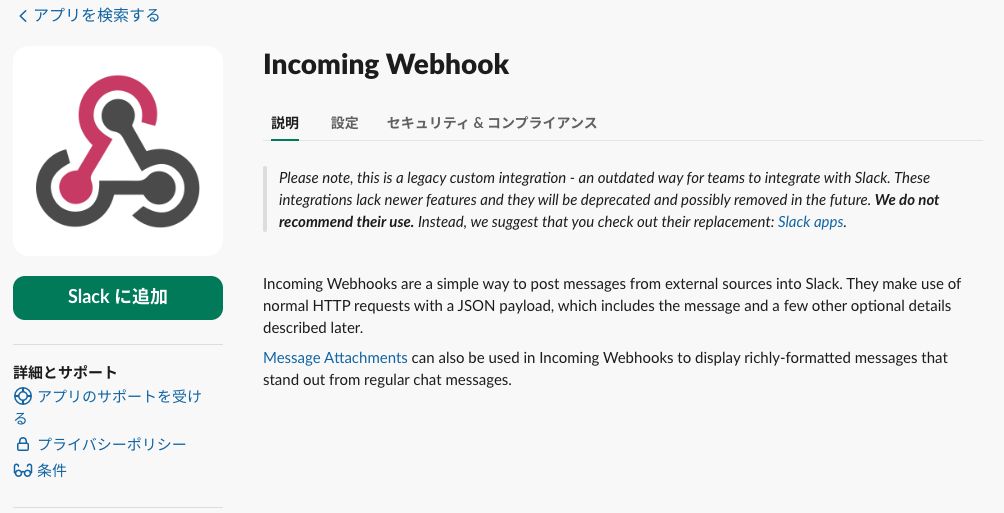 アプリを検索する
Incoming Webhook
説明 設定 セキュリティ & コンプライアンス
Please note, this is a legacy custom integration - an outdated way for teams to integrate with Slack. These
integrations lack newer features and they will be deprecated and possibly removed in the future. We do not
recommend their use. Instead, we suggest that you check out their replacement: Slack apps.
Slack に追加
Incoming Webhooks are a simple way to post messages from external sources into Slack. They make use of
normal HTTP requests with a JSON payload, which includes the message and a few other optional details
described later.
Message Attachments can also be used in Incoming Webhooks to display richly-formatted messages that
stand out from regular chat messages.
詳細とサポート
アプリのサポートを受け
る
プライバシーポリシー
条件